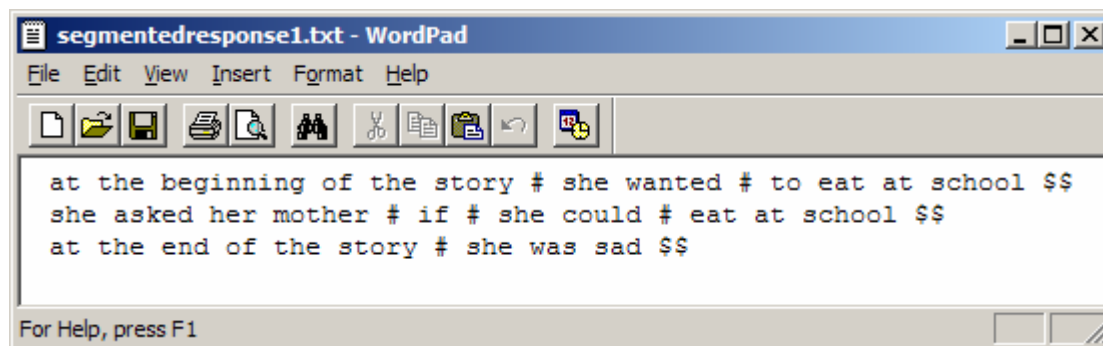 segmentedresponse1.txt - WordPad
File Edit View Insert Format Help
at the beginning of the story # she wanted # to eat at school $$
she asked her mother # if # she could # eat at school $$
at the end of the story # she was sad $$
For Help, press F1